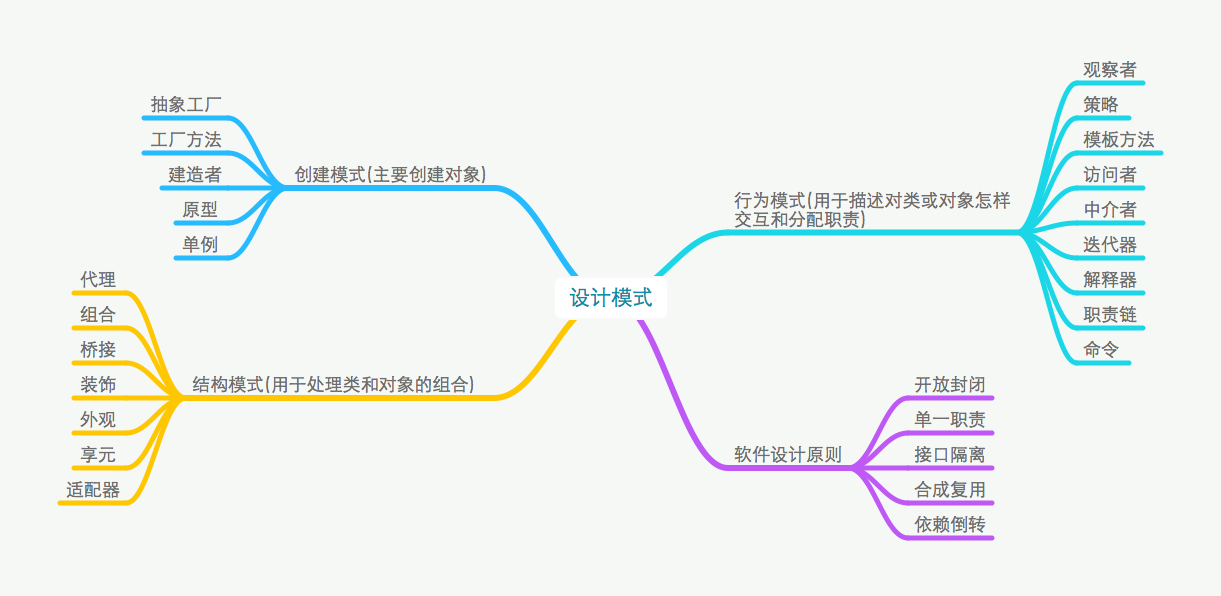 设计模式
创建模式(主要创建对象)
抽象工厂
工厂方法
建造者
原型
单例
结构模式(用于处理类和对象的组合)
代理
组合
桥接
装饰
外观
享元
适配器
行为模式(用于描述对类或对象怎样
交互和分配职责)
观察者
策略
模板方法
访问者
中介者
迭代器
解释器
职责链
命令
软件设计原则
开放封闭
单一职责
接口隔离
合成复用
依赖倒转